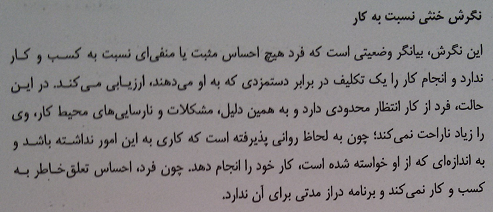 نگرش خنثی نسبت به کار
این نگرش، بیانگر وضعیتی است که فرد هیچ احساس مثبت یا منفی‌ای نسبت به کسب و کار
ندارد و انجام کار را یک تکلیف در برابر دستمزدی که به او می‌دهند، ارزیابی می‌کند. در این
حالت، فرد از کار انتظار محدودی دارد و به همین دلیل، مشکلات و نارسایی‌های محیط کار، وی
را زیاد ناراحت نمی‌کند؛ چون به لحاظ روانی پذیرفته است که کاری به این امور نداشته باشد و
به اندازه‌ای که از او خواسته شده است، کار خود را انجام دهد. چون فرد، احساس تعلق‌خاطر به
کسب و کار نمی‌کند و برنامه دراز مدتی برای آن ندارد.